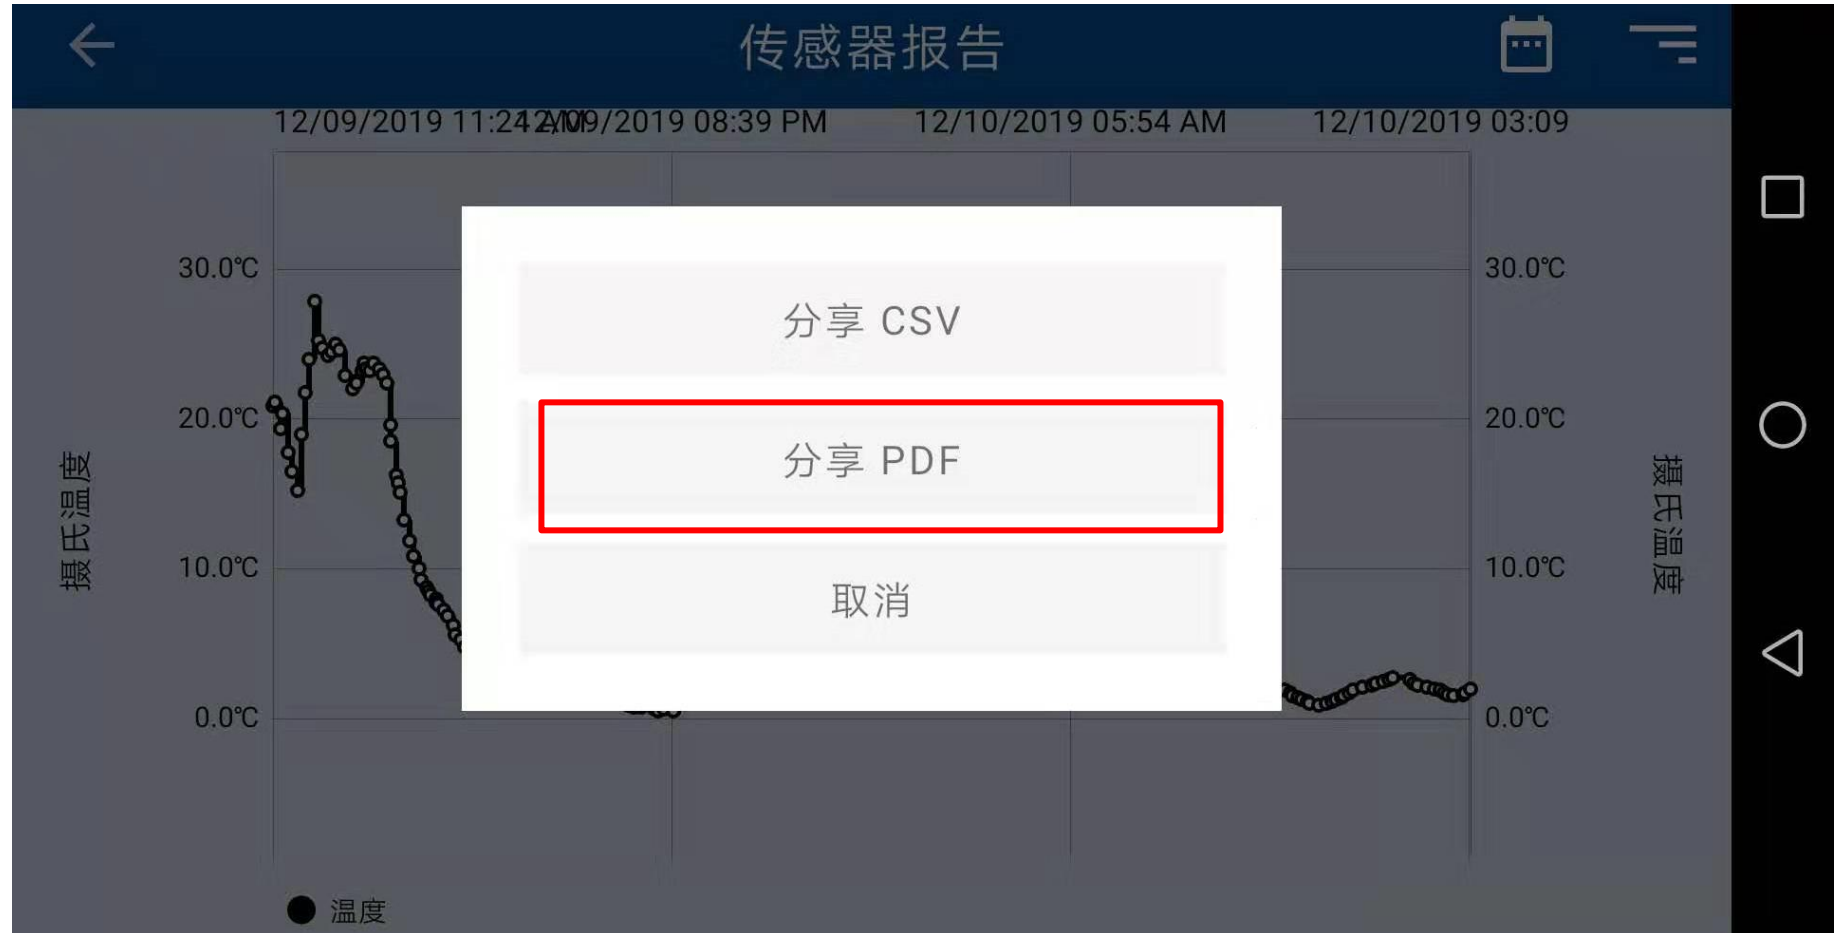 传感器报告
12/09/2019 11:24 AM
12/09/2019 08:39 PM
12/10/2019 05:54 AM
12/10/2019 03:09
30.0℃
20.0℃
10.0℃
0.0℃
摄氏温度
分享 CSV
分享 PDF
取消
30.0℃
20.0℃
10.0℃
0.0℃
摄氏温度
温度